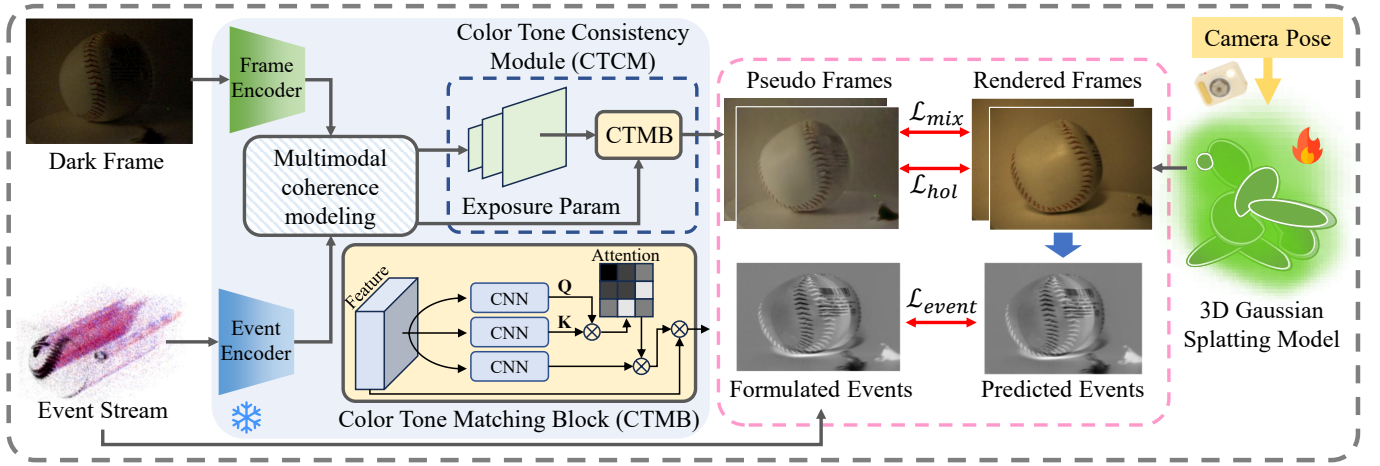 Dark Frame
Event Stream
Frame
Encoder
Event
Encoder
Multimodal
coherence
modeling
Color Tone Consistency
Module (CTCM)
CTMB
Exposure Param
Feature
CNN
CNN
CNN
Q
K
Attention
Color Tone Matching Block (CTMB)
Pseudo Frames
Rendered Frames
ℒmix
ℒhol
ℒevent
Formulated Events
Predicted Events
Camera Pose
3D Gaussian
Splatting Model